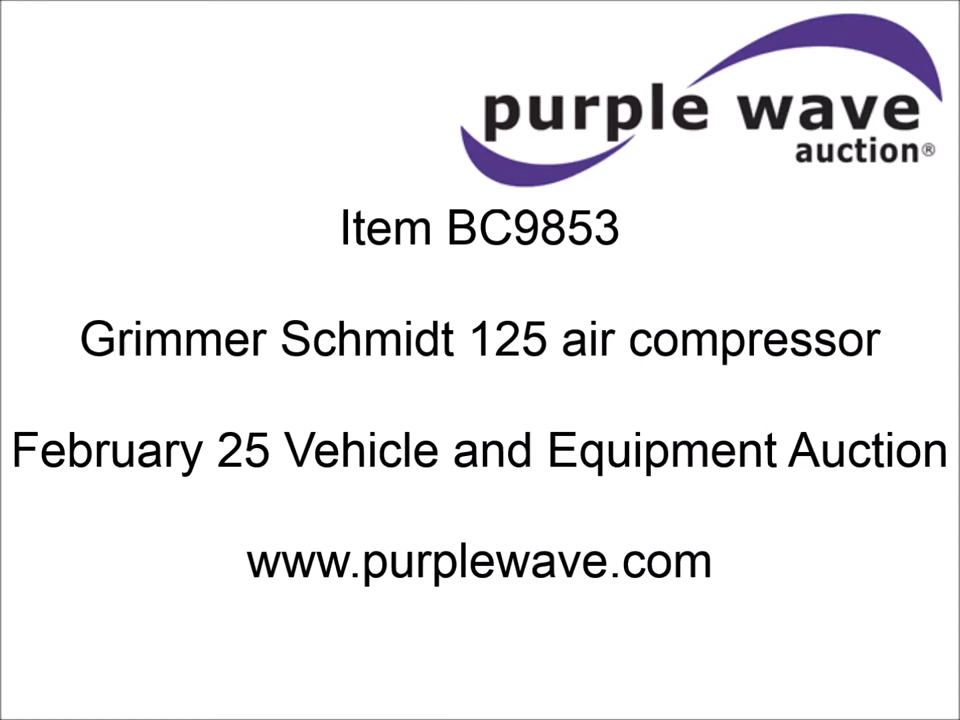 purple wave
auction®
Item BC9853
Grimmer Schmidt 125 air compressor
February 25 Vehicle and Equipment Auction
www.purplewave.com